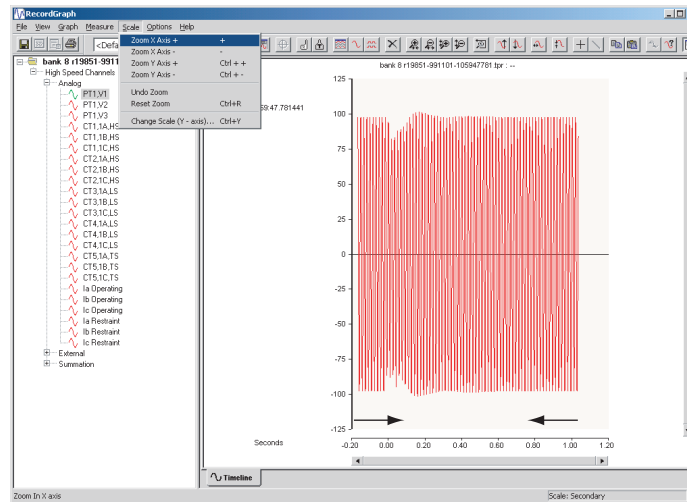 RecordGraph
File View Graph Measure Scale Options Help
<Defa
Zoom X Axis + +
Zoom X Axis - -
Zoom Y Axis + Ctrl + +
Zoom Y Axis - Ctrl + -
Undo Zoom
Reset Zoom Ctrl+R
Change Scale (Y - axis)... Ctrl+Y
bank 8 r19851-9911
High Speed Channels
Analog
PT1,V1
PT1,V2
PT1,V3
CT1,1A,HS
CT1,1B,HS
CT1,1C,HS
CT2,1A,HS
CT2,1B,HS
CT2,1C,HS
CT3,1A,LS
CT3,1B,LS
CT3,1C,LS
CT4,1A,LS
CT4,1B,LS
CT4,1C,LS
CT5,1A,TS
CT5,1B,TS
CT5,1C,TS
Ia Operating
Ib Operating
Ic Operating
Ia Restraint
Ib Restraint
Ic Restraint
External
Summation
bank 8 r19851-991101-105947781.tpr : --
59:47.781441
125
100
75
50
25
0
-25
-50
-75
-100
-125
Seconds
-0.20 0.00 0.20 0.40 0.60 0.80 1.00 1.20
Timeline
Zoom In X axis
Scale: Secondary